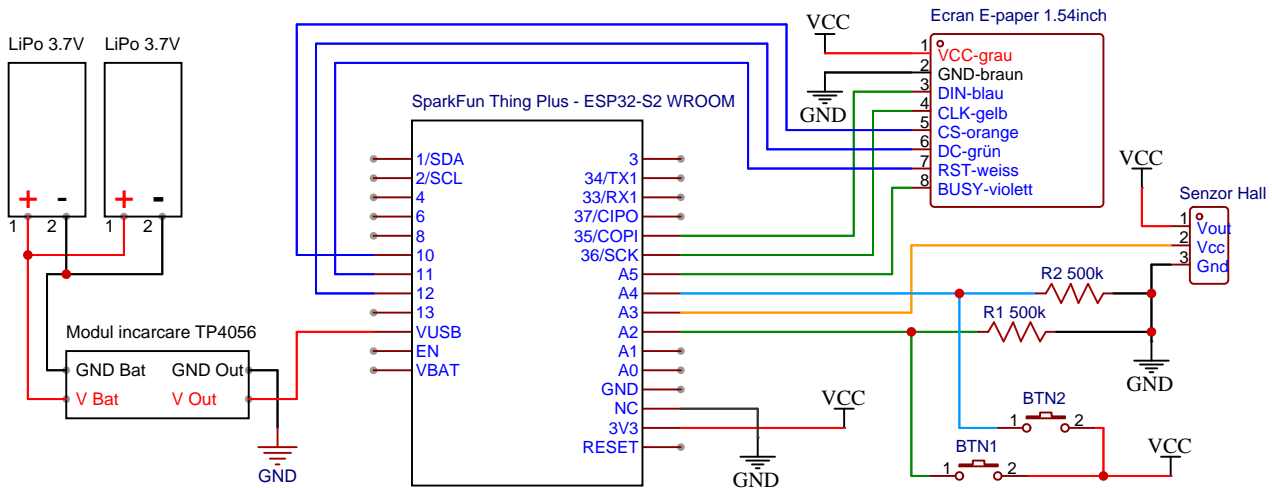 LiPo 3.7V
LiPo 3.7V
+ -
+ -
1 2
1 2
Modul incarcare TP4056
GND Bat GND Out
V Bat V Out
GND
SparkFun Thing Plus - ESP32-S2 WROOM
1/SDA
2/SCL
4
6
8
10
11
12
13
VUSB
EN
VBAT
3
34/TX1
33/RX1
37/CIPO
35/COPI
36/SCK
A5
A4
A3
A2
A1
A0
GND
NC
3V3
RESET
VCC
GND
VCC
GND
Ecran E-paper 1.54inch
1 VCC-grau
2 GND-braun
3 DIN-blau
4 CLK-gelb
5 CS-orange
6 DC-grün
7 RST-weiss
8 BUSY-violett
VCC
Senzor Hall
1 Vout
2 Vcc
3 Gnd
R2 500k
R1 500k
GND
BTN2
1 2
BTN1
1 2
VCC